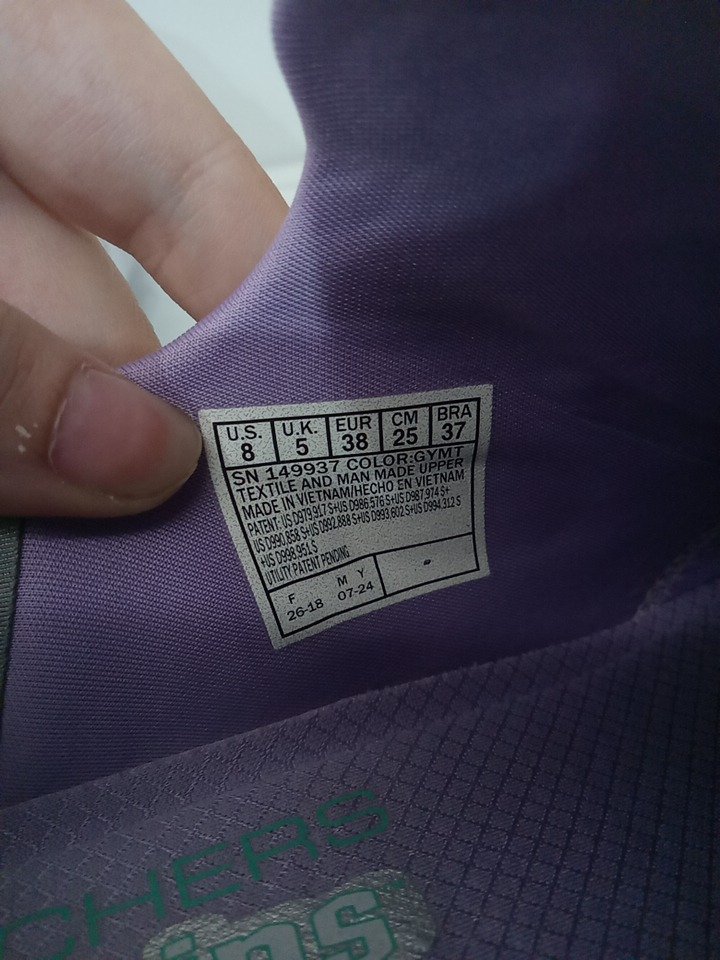 U.S. U.K. EUR CM BRA
8 5 38 25 37
SN 149937 COLOR:GYMT
TEXTILE AND MAN MADE UPPER
MADE IN VIETNAM/HECHO EN VIETNAM
PATENT: US D979,917 S+US D986,576 S+US D987,974 S+
US D990,858 S+US D992,888 S+US D993,602 S+US D994,312 S
+US D998,951 S
UTILITY PATENT PENDING
F M Y
26-18 07-24
CHERS
ins